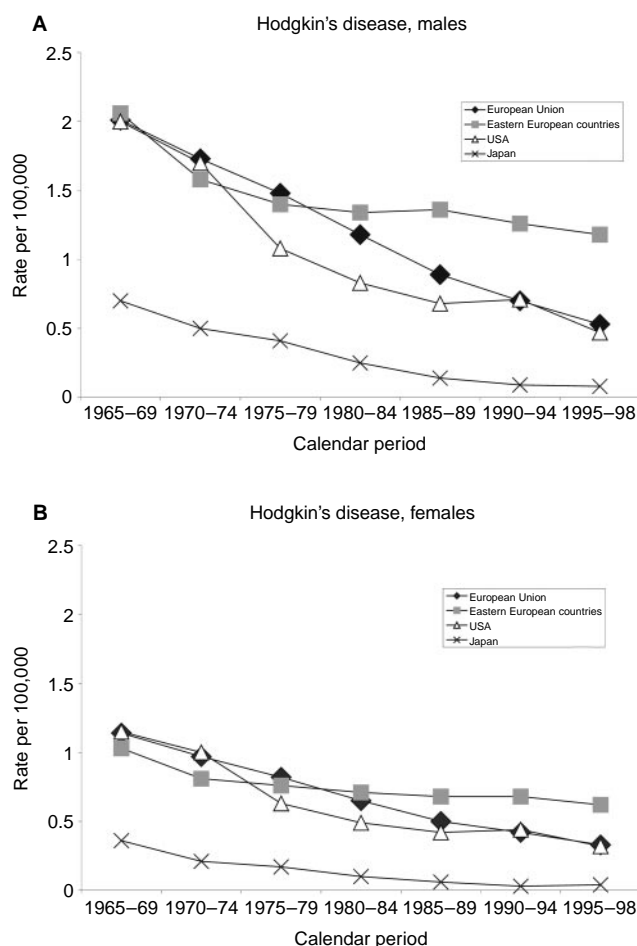 A
Hodgkin’s disease, males
2.5
2
1.5
1
0.5
0
Rate per 100,000
European Union
Eastern European countries
USA
Japan
1965–69 1970–74 1975–79 1980–84 1985–89 1990–94 1995–98
Calendar period
B
Hodgkin’s disease, females
2.5
2
1.5
1
0.5
0
Rate per 100,000
European Union
Eastern European countries
USA
Japan
1965–69 1970–74 1975–79 1980–84 1985–89 1990–94 1995–98
Calendar period